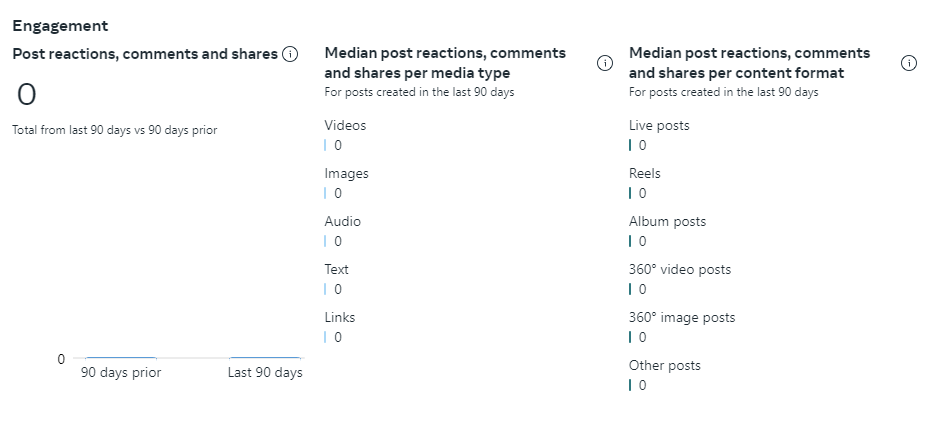 Engagement
Post reactions, comments and shares
0
Total from last 90 days vs 90 days prior
0
90 days prior
Last 90 days
Median post reactions, comments
and shares per media type
For posts created in the last 90 days
Videos
0
Images
0
Audio
0
Text
0
Links
0
Median post reactions, comments
and shares per content format
For posts created in the last 90 days
Live posts
0
Reels
0
Album posts
0
360° video posts
0
360° image posts
0
Other posts
0